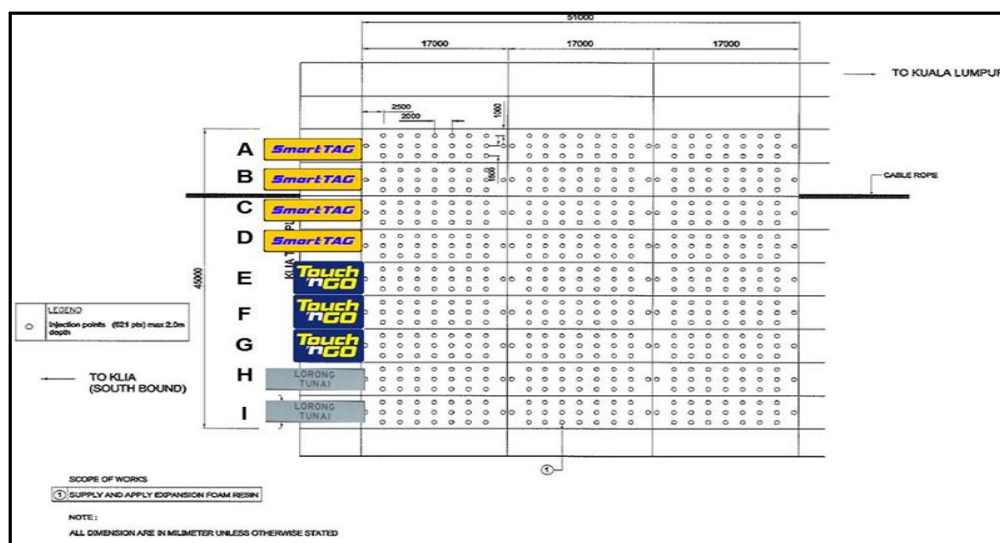 51000
17000
17000
17000
TO KUALA LUMPUR
2500
2000
1000
A
SmartTAG
B
SmartTAG
1500
CABLE ROPE
C
SmartTAG
D
SmartTAG
45000
E
Touch 'n GO
F
Touch 'n GO
G
Touch 'n GO
LEGEND
Injection points (621 pts) max 2.0m
depth
TO KLIA
(SOUTH BOUND)
H
LORONG
TUNAI
I
LORONG
TUNAI
1
SCOPE OF WORKS
1 SUPPLY AND APPLY EXPANSION FOAM RESIN
NOTE :
ALL DIMENSION ARE IN MILIMETER UNLESS OTHERWISE STATED